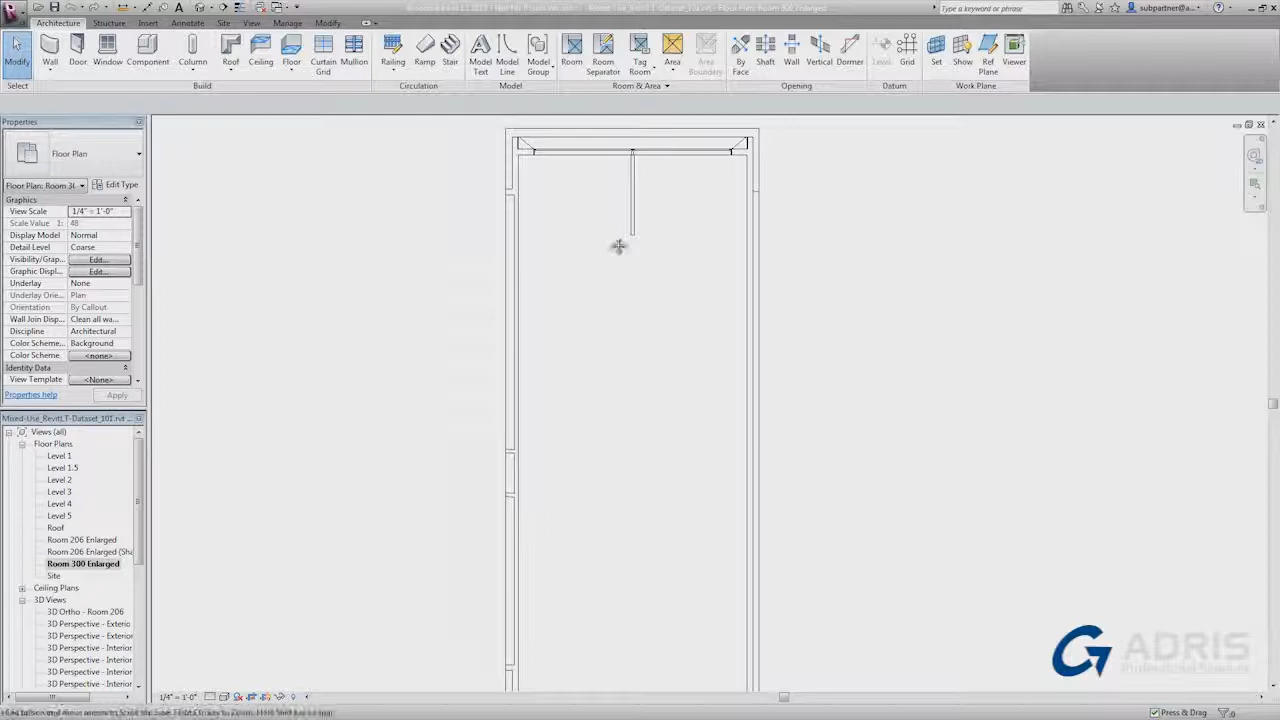 Type a keyword or phrase
subpartner@a...
Architecture Structure Insert Annotate Site View Manage Modify
Modify Wall Door Window Component Column Roof Ceiling Floor Curtain Grid Mullion Railing Ramp Stair Model Text Model Line Model Group Room Room Separator Tag Room Area Area Boundary By Face Shaft Wall Vertical Dormer Level Grid Set Show Ref Plane Viewer
Select Build Circulation Model Room & Area Opening Datum Work Plane
Properties
Floor Plan
Floor Plan: Room 3( Edit Type
Graphics
View Scale 1/4" = 1'-0"
Scale Value 1: 48
Display Model Normal
Detail Level Coarse
Visibility/Grap... Edit...
Graphic Displ... Edit...
Underlay None
Underlay Orie... Plan
Orientation By Callout
Wall Join Disp... Clean all wa...
Discipline Architectural
Color Scheme... Background
Color Scheme <none>
Identity Data
View Template <None>
Properties help Apply
Mixed-Use_RevitLT-Dataset_101.rvt ...
Views (all)
Floor Plans
Level 1
Level 1.5
Level 2
Level 3
Level 4
Level 5
Roof
Room 206 Enlarged
Room 206 Enlarged (Sha
Room 300 Enlarged
Site
Ceiling Plans
3D Views
3D Ortho - Room 206
3D Perspective - Exterio
3D Perspective - Exterio
3D Perspective - Interior
3D Perspective - Interior
3D Perspective - Interior
3D Perspective - Interior
1/4" = 1'-0"
Press & Drag
:0
G ADRIS